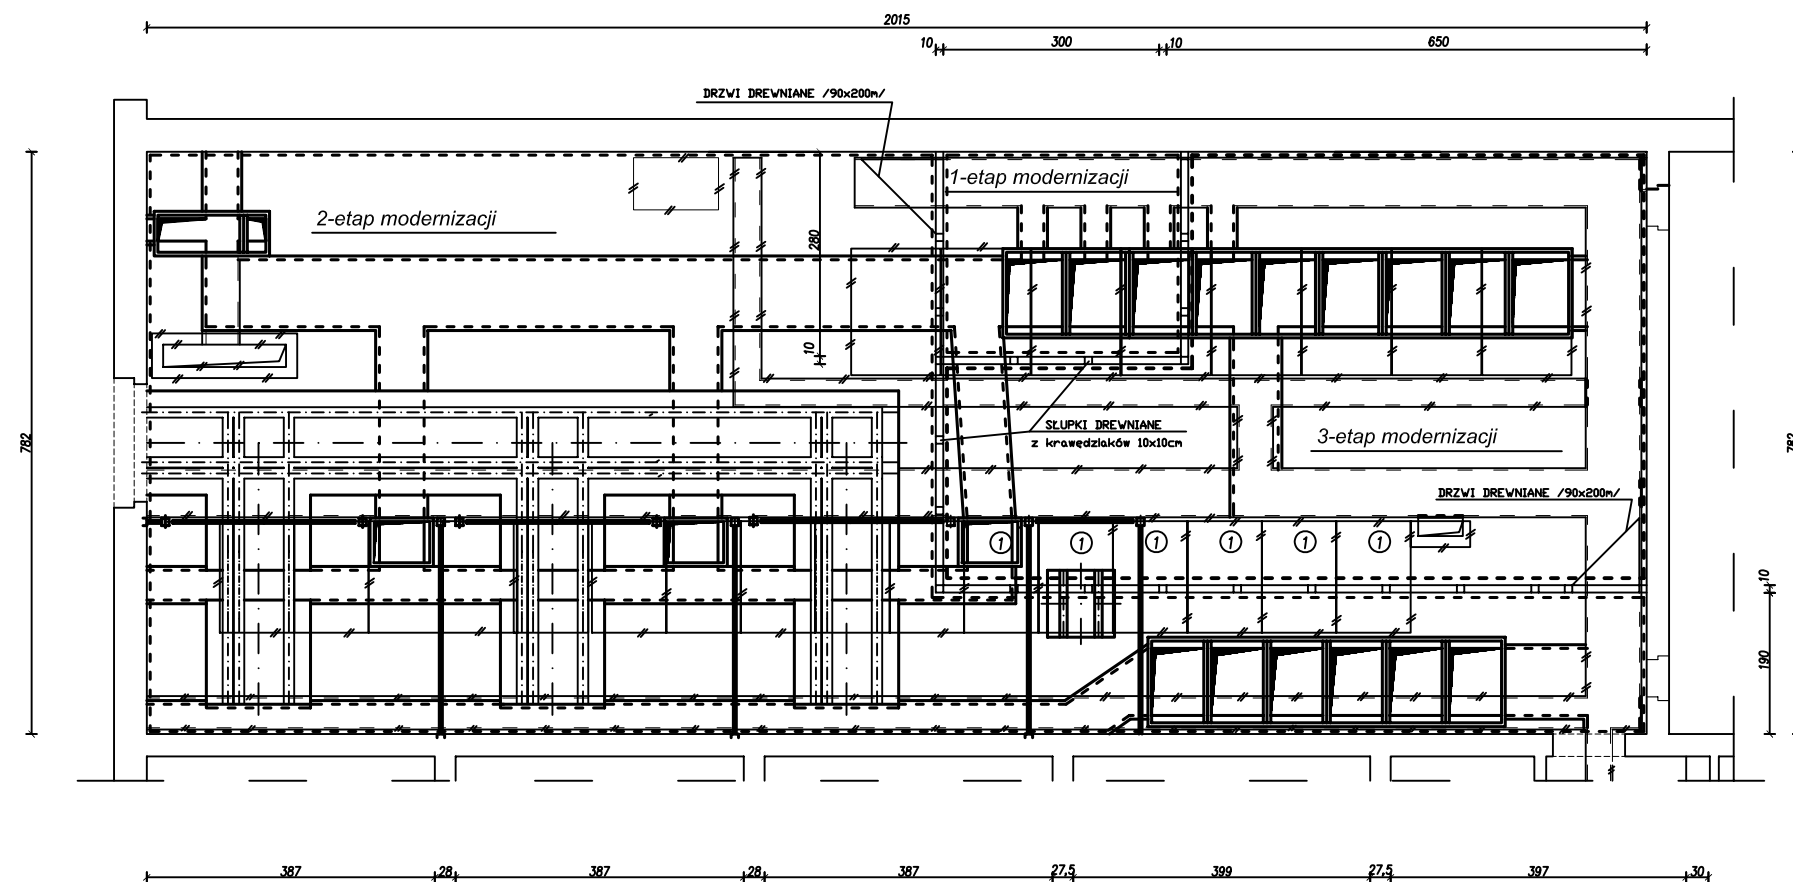 2015
10 300 10 650
DRZWI DREWNIANE /90x200m/
1-etap modernizacji
2-etap modernizacji
280
10
782
782
SŁUPKI DREWNIANE
z krawędziaków 10x10cm
3-etap modernizacji
DRZWI DREWNIANE /90x200m/
1 1 1 1 1 1
10
190
387 28 387 28 387 27,5 399 27,5 397 30